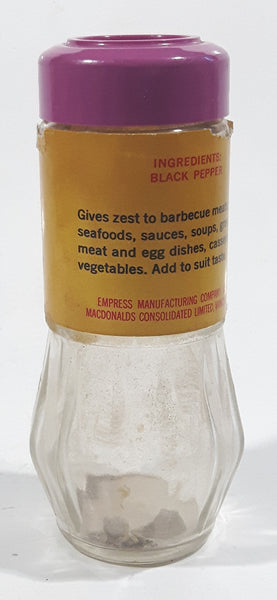 INGREDIENTS:
BLACK PEPPER
Gives zest to barbecue
seafoods, sauces, soups,
meat and egg dishes,
vegetables. Add to suit
EMPRESS MANUFACTURING COMPANY
MACDONALDS CONSOLIDATED LIMITED,